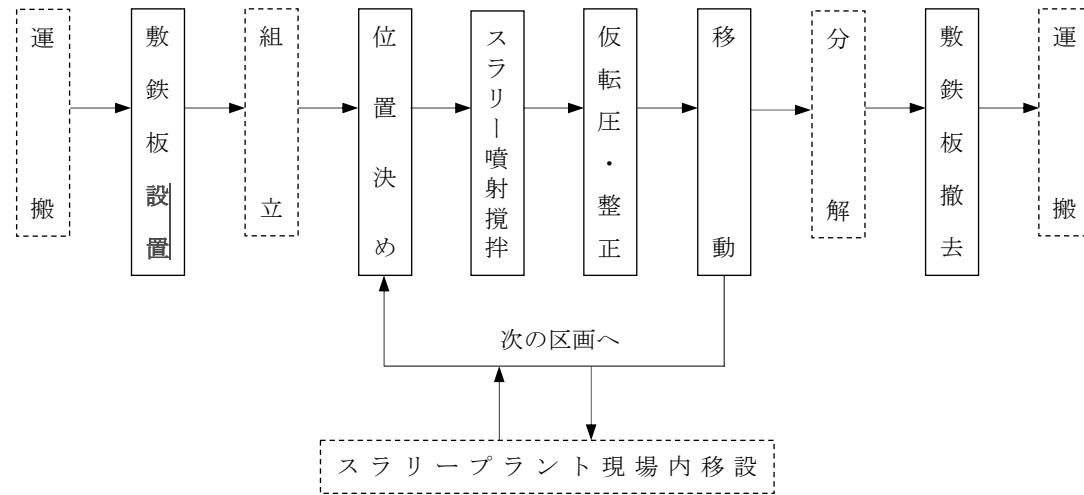 運搬
敷鉄板設置
組立
位置決め
スラリー噴射撹拌
仮転圧・整正
移動
分解
敷鉄板撤去
運搬
次の区画へ
スラリープラント現場内移設